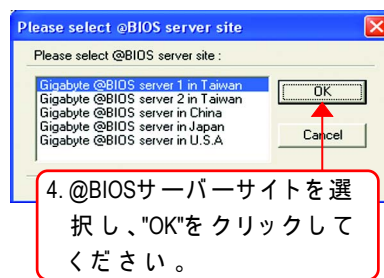 Please select @BIOS server site
Please select @BIOS server site :
Gigabyte @BIOS server 1 in Taiwan
Gigabyte @BIOS server 2 in Taiwan
Gigabyte @BIOS server in China
Gigabyte @BIOS server in Japan
Gigabyte @BIOS server in U.S.A
OK
Cancel
4. @BIOSサーバーサイトを選
択し、"OK"をクリックして
ください。